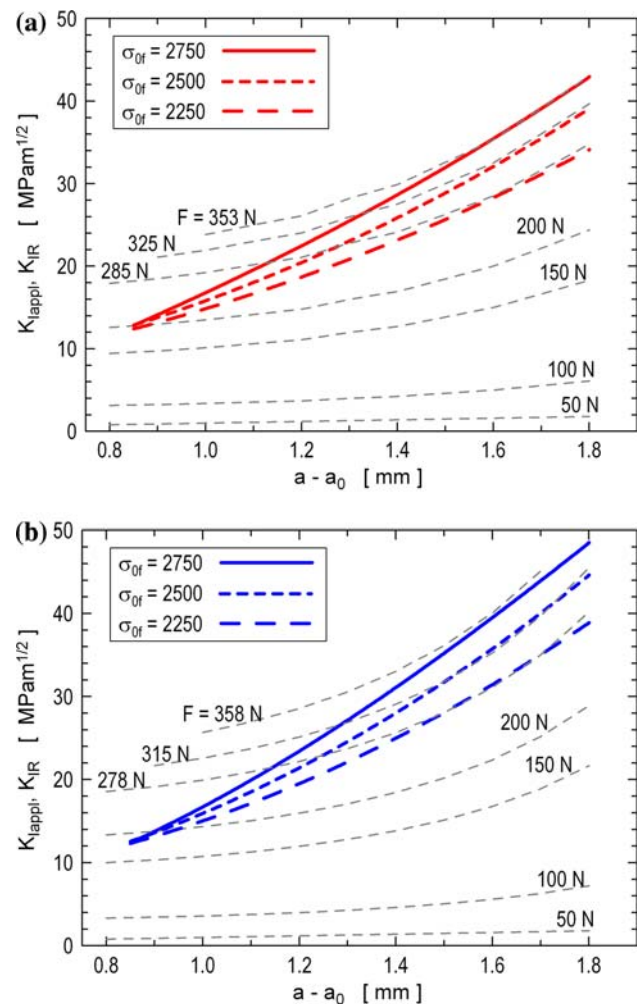 (a)
50
σ0f = 2750
σ0f = 2500
σ0f = 2250
40
30
20
10
0
KIappl, KIR [ MPam1/2 ]
F = 353 N
325 N
285 N
200 N
150 N
100 N
50 N
0.8 1.0 1.2 1.4 1.6 1.8
a - a0 [ mm ]
(b)
50
σ0f = 2750
σ0f = 2500
σ0f = 2250
40
30
20
10
0
KIappl, KIR [ MPam1/2 ]
F = 358 N
315 N
278 N
200 N
150 N
100 N
50 N
0.8 1.0 1.2 1.4 1.6 1.8
a - a0 [ mm ]